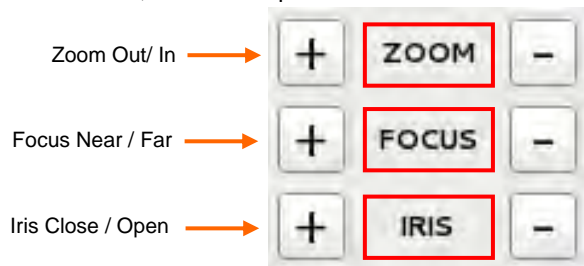 Zoom Out/ In + ZOOM -
Focus Near / Far + FOCUS -
Iris Close / Open + IRIS -